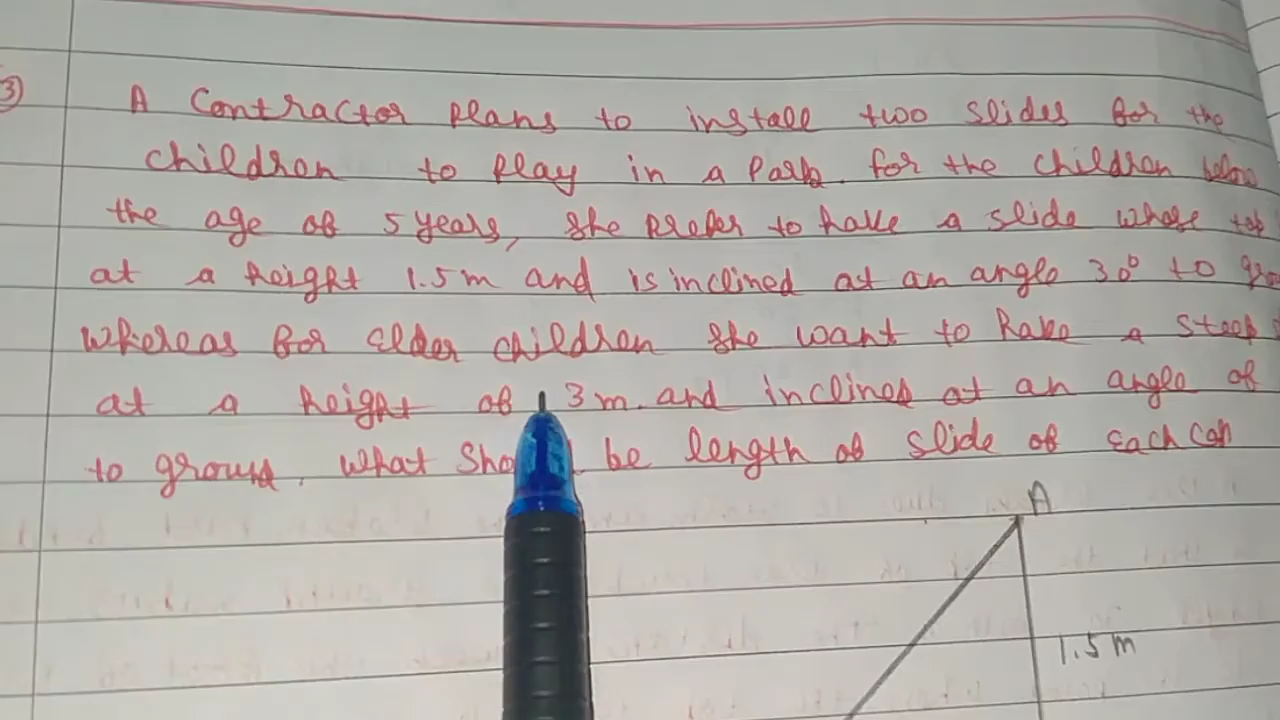 3)
A Contractor Plans to install two slides for the
children to Play in a Park. for the children below
the age of 5 years, She Prefer to have a slide whose top
at a height 1.5 m and is inclined at an angle 30° to
Whereas for elder children She want to have a steep
at a height of 3 m. and inclines at an angle of
to ground, What be length of slide of each
A
1.5 m